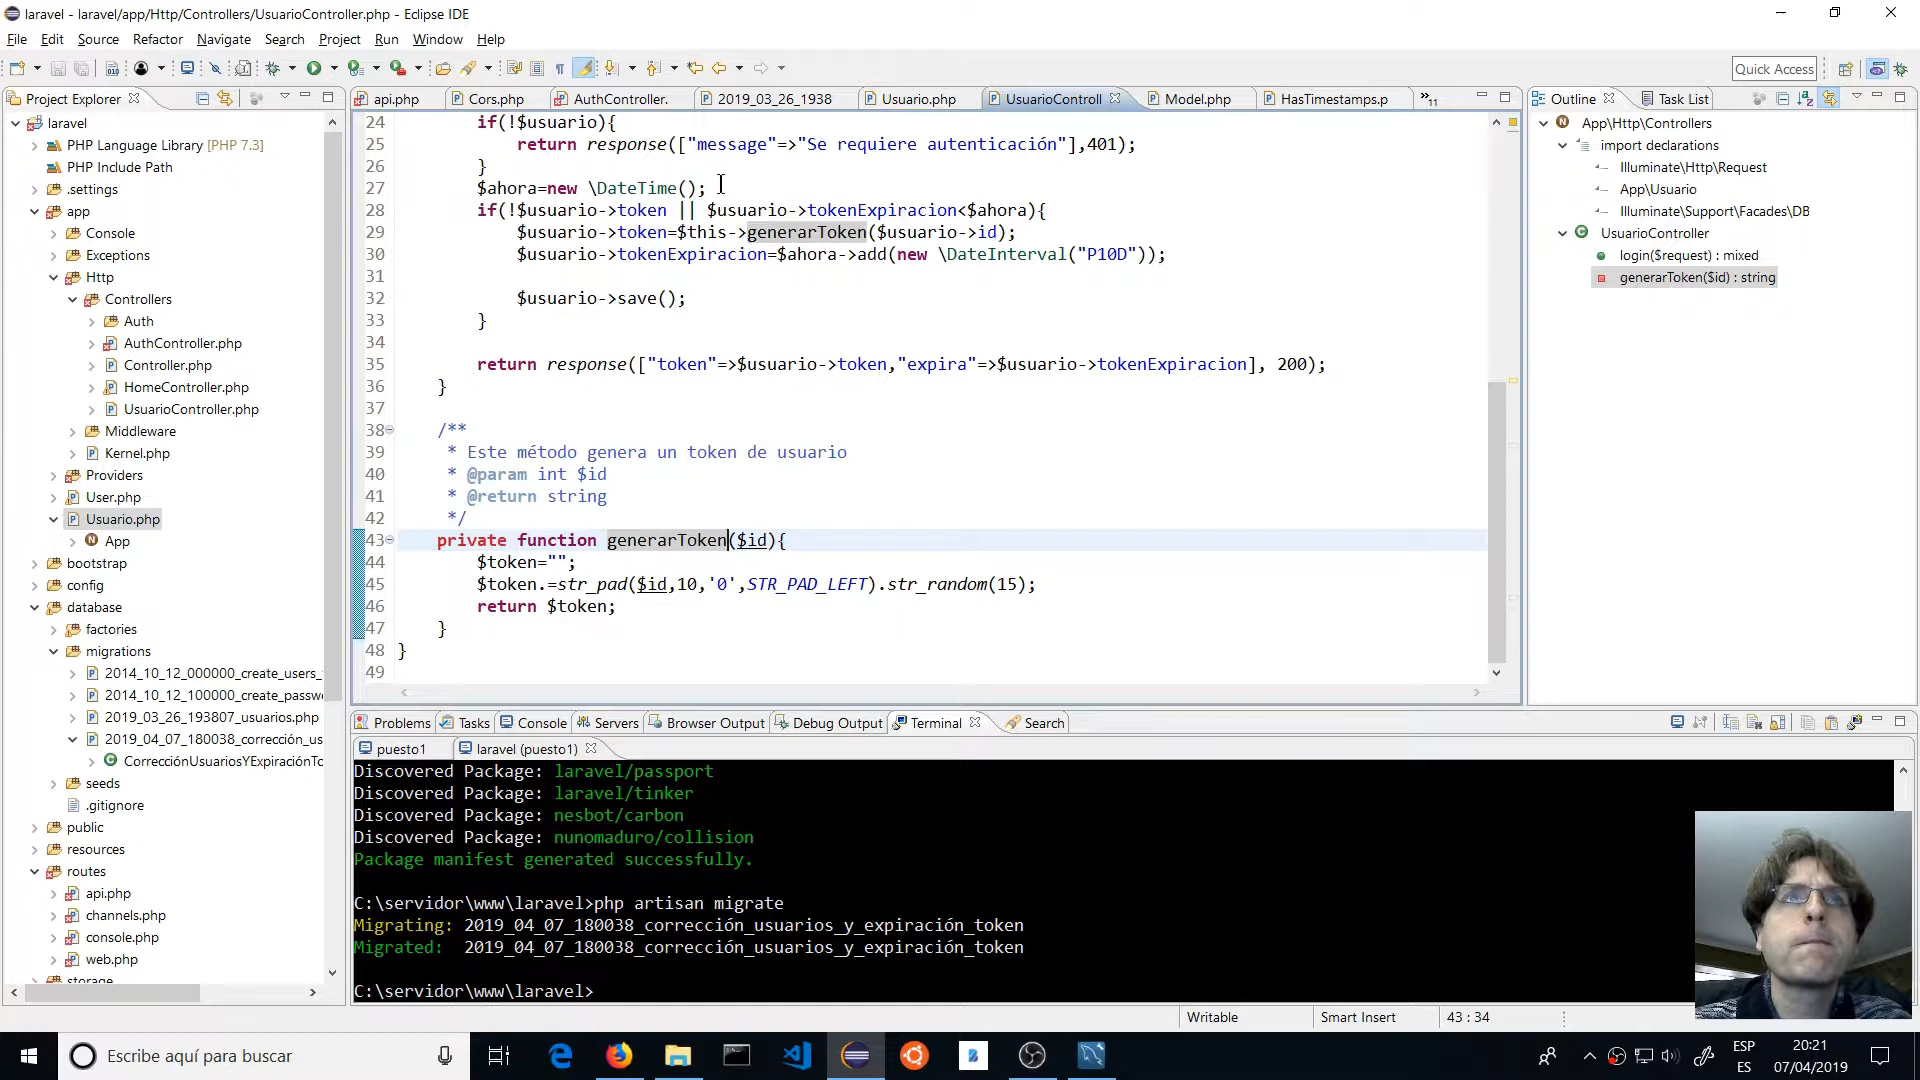 laravel - laravel/app/Http/Controllers/UsuarioController.php - Eclipse IDE
File Edit Source Refactor Navigate Search Project Run Window Help
Quick Access
Project Explorer
laravel
PHP Language Library [PHP 7.3]
PHP Include Path
.settings
app
Console
Exceptions
Http
Controllers
Auth
AuthController.php
Controller.php
HomeController.php
UsuarioController.php
Middleware
Kernel.php
Providers
User.php
Usuario.php
App
bootstrap
config
database
factories
migrations
2014_10_12_000000_create_users_
2014_10_12_100000_create_passw
2019_03_26_193807_usuarios.php
2019_04_07_180038_corrección_us
CorrecciónUsuariosYExpiraciónTo
seeds
.gitignore
public
resources
routes
api.php
channels.php
console.php
web.php
storage
api.php Cors.php AuthController. 2019_03_26_1938 Usuario.php UsuarioControll Model.php HasTimestamps.p »11
24 if(!$usuario){
25 return response(["message"=>"Se requiere autenticación"],401);
26 }
27 $ahora=new \DateTime();
28 if(!$usuario->token || $usuario->tokenExpiracion<$ahora){
29 $usuario->token=$this->generarToken($usuario->id);
30 $usuario->tokenExpiracion=$ahora->add(new \DateInterval("P10D"));
31
32 $usuario->save();
33 }
34
35 return response(["token"=>$usuario->token,"expira"=>$usuario->tokenExpiracion], 200);
36 }
37
38 /**
39 * Este método genera un token de usuario
40 * @param int $id
41 * @return string
42 */
43 private function generarToken($id){
44 $token="";
45 $token.=str_pad($id,10,'0',STR_PAD_LEFT).str_random(15);
46 return $token;
47 }
48 }
49
Outline Task List
App\Http\Controllers
import declarations
Illuminate\Http\Request
App\Usuario
Illuminate\Support\Facades\DB
UsuarioController
login($request) : mixed
generarToken($id) : string
Problems Tasks Console Servers Browser Output Debug Output Terminal Search
puesto1 laravel (puesto1)
Discovered Package: laravel/passport
Discovered Package: laravel/tinker
Discovered Package: nesbot/carbon
Discovered Package: nunomaduro/collision
Package manifest generated successfully.
C:\servidor\www\laravel>php artisan migrate
Migrating: 2019_04_07_180038_corrección_usuarios_y_expiración_token
Migrated: 2019_04_07_180038_corrección_usuarios_y_expiración_token
C:\servidor\www\laravel>
Writable Smart Insert 43 : 34
Escribe aquí para buscar
ESP
ES
20:21
07/04/2019